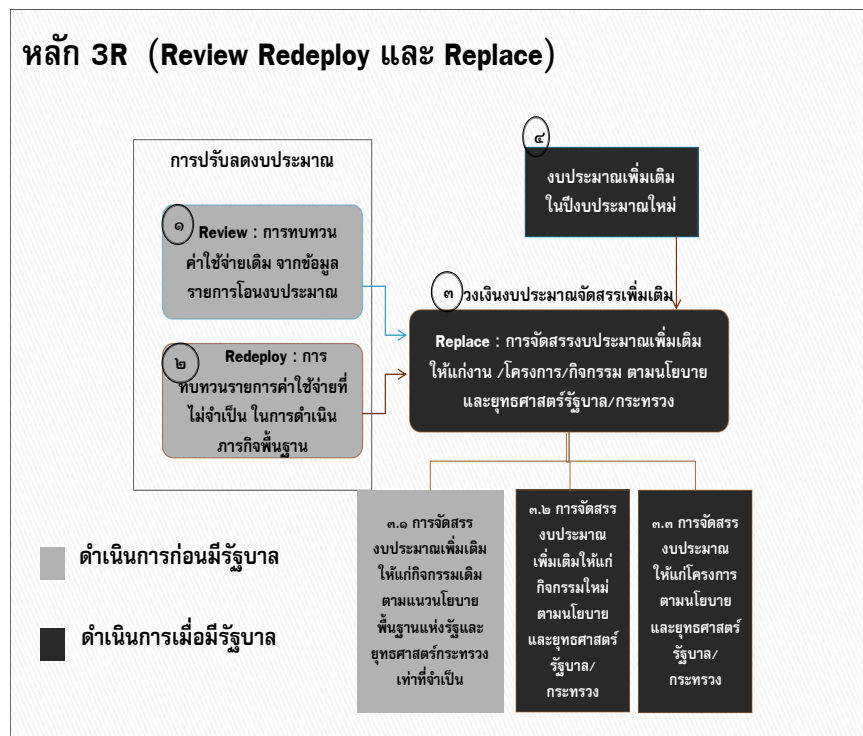 หลัก 3R (Review Redeploy และ Replace)
การปรับลดงบประมาณ
๑
Review : การทบทวน
ค่าใช้จ่ายเดิม จากข้อมูล
รายการโอนงบประมาณ
๒
Redeploy : การ
ทบทวนรายการค่าใช้จ่ายที่
ไม่จำเป็น ในการดำเนิน
ภารกิจพื้นฐาน
๔
งบประมาณเพิ่มเติม
ในปีงบประมาณใหม่
๓ วงเงินงบประมาณจัดสรรเพิ่มเติม
Replace : การจัดสรรงบประมาณเพิ่มเติม
ให้แก่งาน /โครงการ/กิจกรรม ตามนโยบาย
และยุทธศาสตร์รัฐบาล/กระทรวง
๓.๑ การจัดสรร
งบประมาณเพิ่มเติม
ให้แก่กิจกรรมเดิม
ตามแนวนโยบาย
พื้นฐานแห่งรัฐและ
ยุทธศาสตร์กระทรวง
เท่าที่จำเป็น
๓.๒ การจัดสรร
งบประมาณ
เพิ่มเติมให้แก่
กิจกรรมใหม่
ตามนโยบาย
และยุทธศาสตร์
รัฐบาล/
กระทรวง
๓.๓ การจัดสรร
งบประมาณ
ให้แก่โครงการ
ตามนโยบาย
และยุทธศาสตร์
รัฐบาล/
กระทรวง
ดำเนินการก่อนมีรัฐบาล
ดำเนินการเมื่อมีรัฐบาล